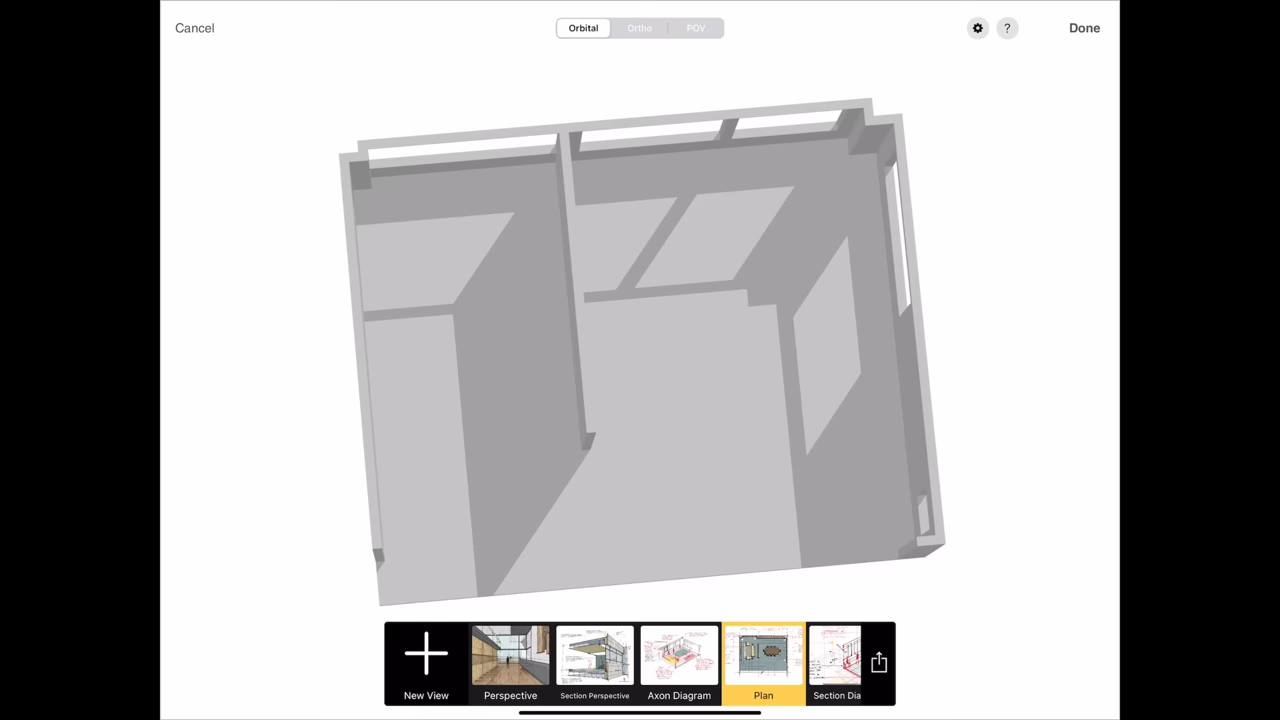 Cancel
Orbital
Ortho
POV
?
Done
New View
Perspective
Section Perspective
Axon Diagram
Plan
Section Dia